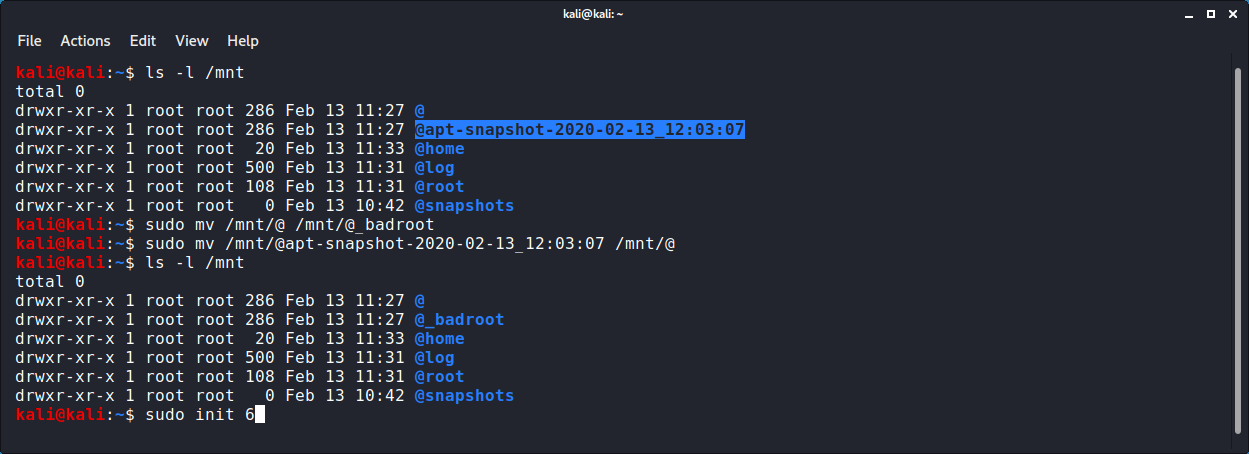 kali@kali: ~
File Actions Edit View Help
kali@kali:~$ ls -l /mnt
total 0
drwxr-xr-x 1 root root 286 Feb 13 11:27 @
drwxr-xr-x 1 root root 286 Feb 13 11:27 @apt-snapshot-2020-02-13_12:03:07
drwxr-xr-x 1 root root  20 Feb 13 11:33 @home
drwxr-xr-x 1 root root 500 Feb 13 11:31 @log
drwxr-xr-x 1 root root 108 Feb 13 11:31 @root
drwxr-xr-x 1 root root   0 Feb 13 10:42 @snapshots
kali@kali:~$ sudo mv /mnt/@ /mnt/@_badroot
kali@kali:~$ sudo mv /mnt/@apt-snapshot-2020-02-13_12:03:07 /mnt/@
kali@kali:~$ ls -l /mnt
total 0
drwxr-xr-x 1 root root 286 Feb 13 11:27 @
drwxr-xr-x 1 root root 286 Feb 13 11:27 @_badroot
drwxr-xr-x 1 root root  20 Feb 13 11:33 @home
drwxr-xr-x 1 root root 500 Feb 13 11:31 @log
drwxr-xr-x 1 root root 108 Feb 13 11:31 @root
drwxr-xr-x 1 root root   0 Feb 13 10:42 @snapshots
kali@kali:~$ sudo init 6